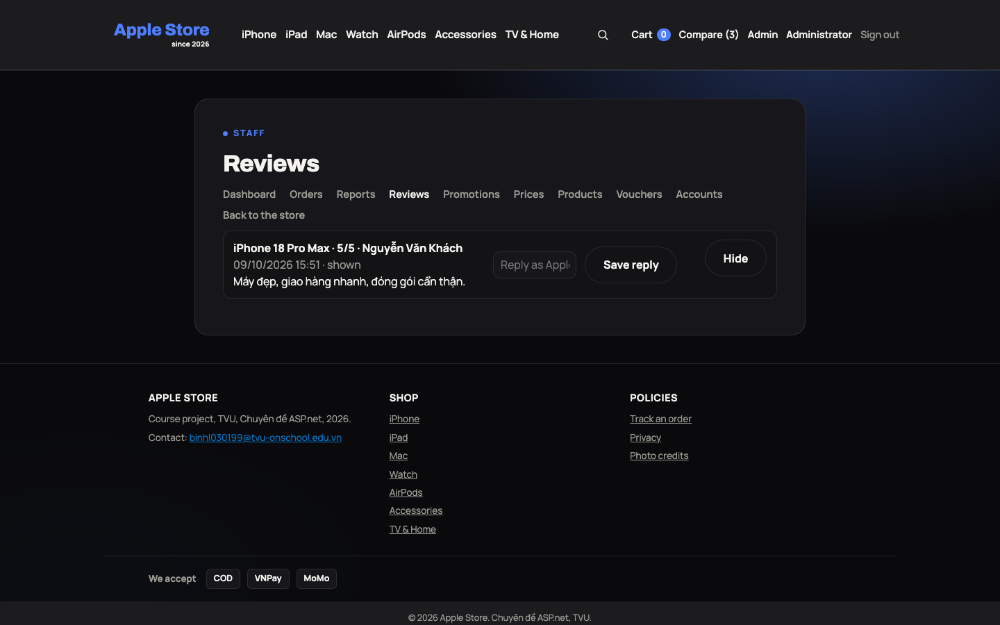 Apple Store
since 2026
iPhone iPad Mac Watch AirPods Accessories TV & Home
Cart 0 Compare (3) Admin Administrator Sign out
STAFF
Reviews
Dashboard Orders Reports Reviews Promotions Prices Products Vouchers Accounts
Back to the store
iPhone 18 Pro Max · 5/5 · Nguyễn Văn Khách
09/10/2026 15:51 · shown
Máy đẹp, giao hàng nhanh, đóng gói cẩn thận.
Reply as Apple
Save reply
Hide
APPLE STORE
Course project, TVU, Chuyên đề ASP.net, 2026.
Contact: binhl030199@tvu-onschool.edu.vn
SHOP
iPhone
iPad
Mac
Watch
AirPods
Accessories
TV & Home
POLICIES
Track an order
Privacy
Photo credits
We accept COD VNPay MoMo
© 2026 Apple Store. Chuyên đề ASP.net, TVU.